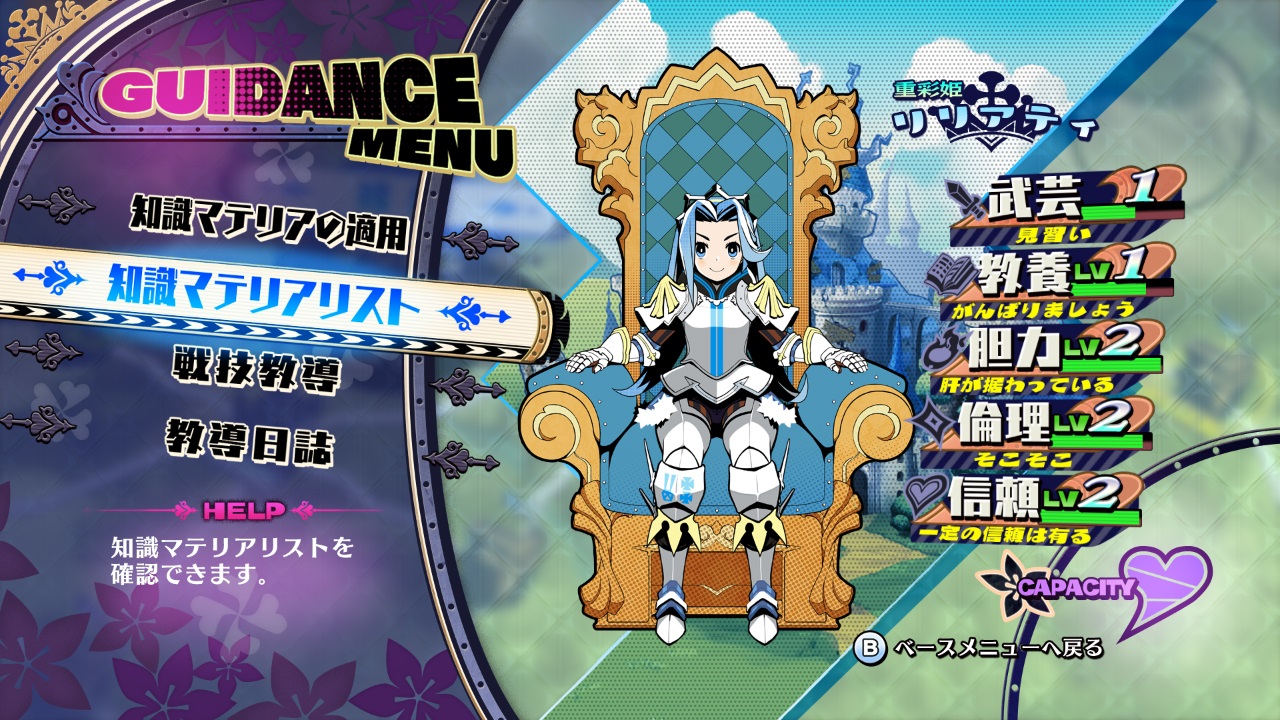 GUIDANCE
MENU
知識マテリアの適用
知識マテリアリスト
戦技教導
教導日誌
HELP
知識マテリアリストを
確認できます。
重彩姫
リリアティ
武芸 1
見習い
教養 LV 1
がんばりましょう
胆力 LV 2
肝が据わっている
倫理 LV 2
そこそこ
信頼 LV 2
一定の信頼は有る
CAPACITY
B ベースメニューへ戻る